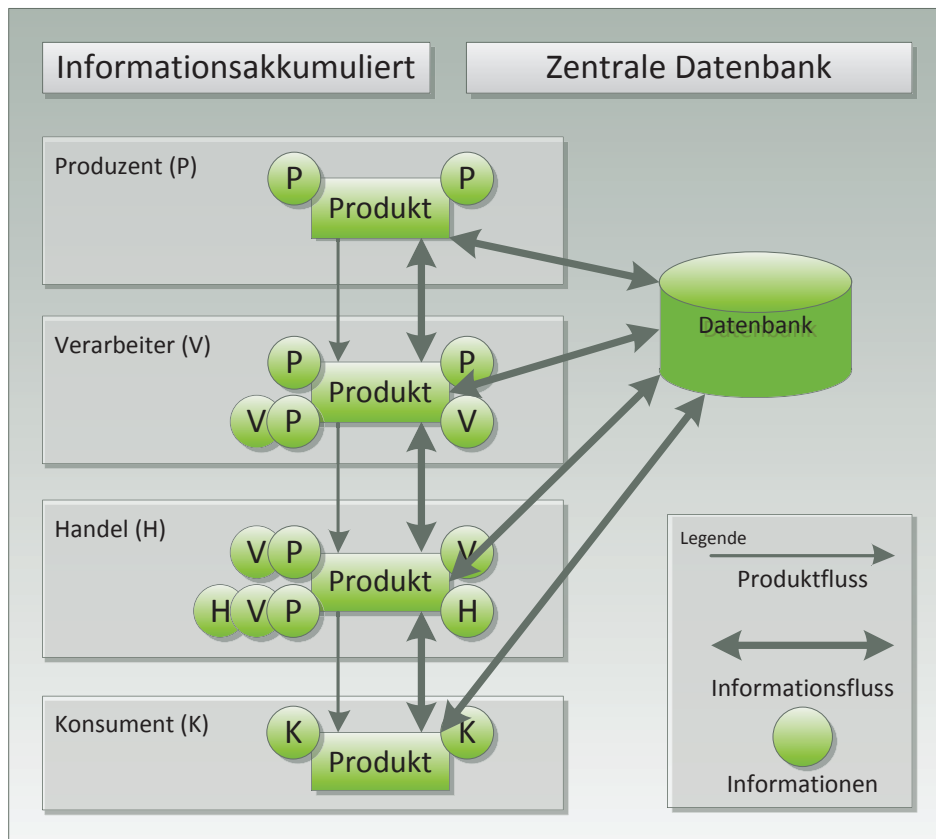 Informationsakkumuliert
Zentrale Datenbank
Produzent (P)
P
P
Produkt
Datenbank
Verarbeiter (V)
P
P
Produkt
V P
V
Handel (H)
V P
V
Produkt
H V P
H
Konsument (K)
K
K
Produkt
Legende
Produktfluss
Informationsfluss
Informationen